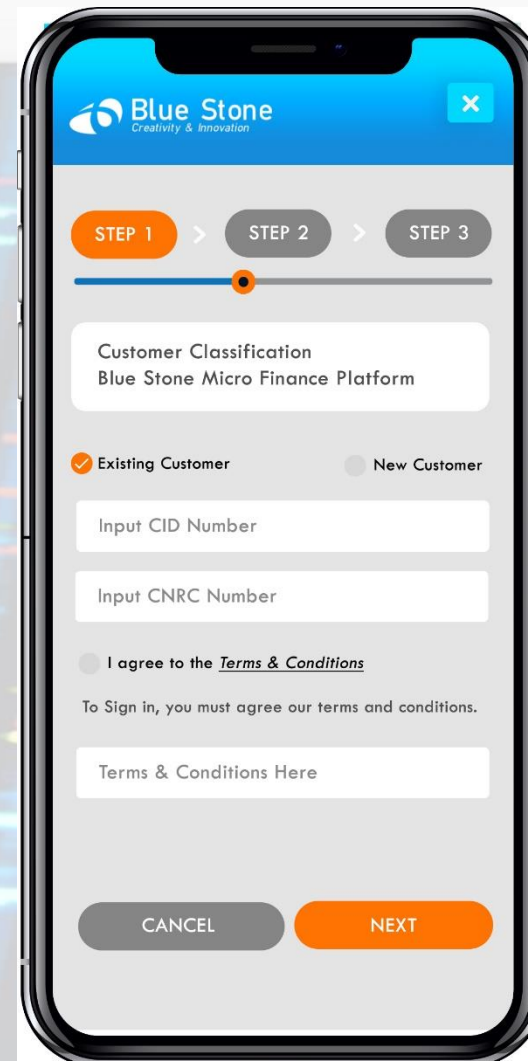 Blue Stone
Creativity & Innovation
STEP 1 STEP 2 STEP 3
Customer Classification
Blue Stone Micro Finance Platform
Existing Customer New Customer
Input CID Number
Input CNRC Number
I agree to the Terms & Conditions
To Sign in, you must agree our terms and conditions.
Terms & Conditions Here
CANCEL NEXT